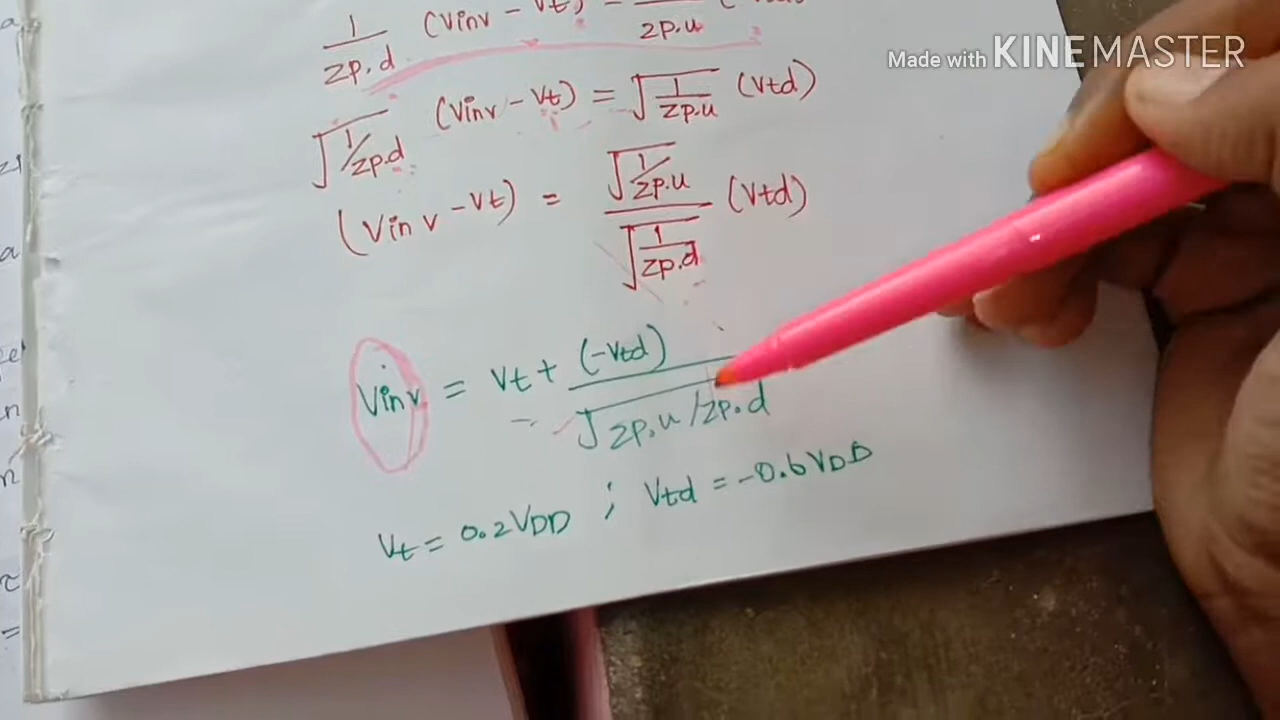 1/zp.d (Vinv - Vt) = zp.u
Made with KINEMASTER
√1/zp.d (Vinv - Vt) = √1/zp.u (Vtd)
(Vinv - Vt) = √1/zp.u / √1/zp.d (Vtd)
Vinv = Vt + (-Vtd) / √zp.u/zp.d
Vt = 0.2VDD ; Vtd = -0.6VDD